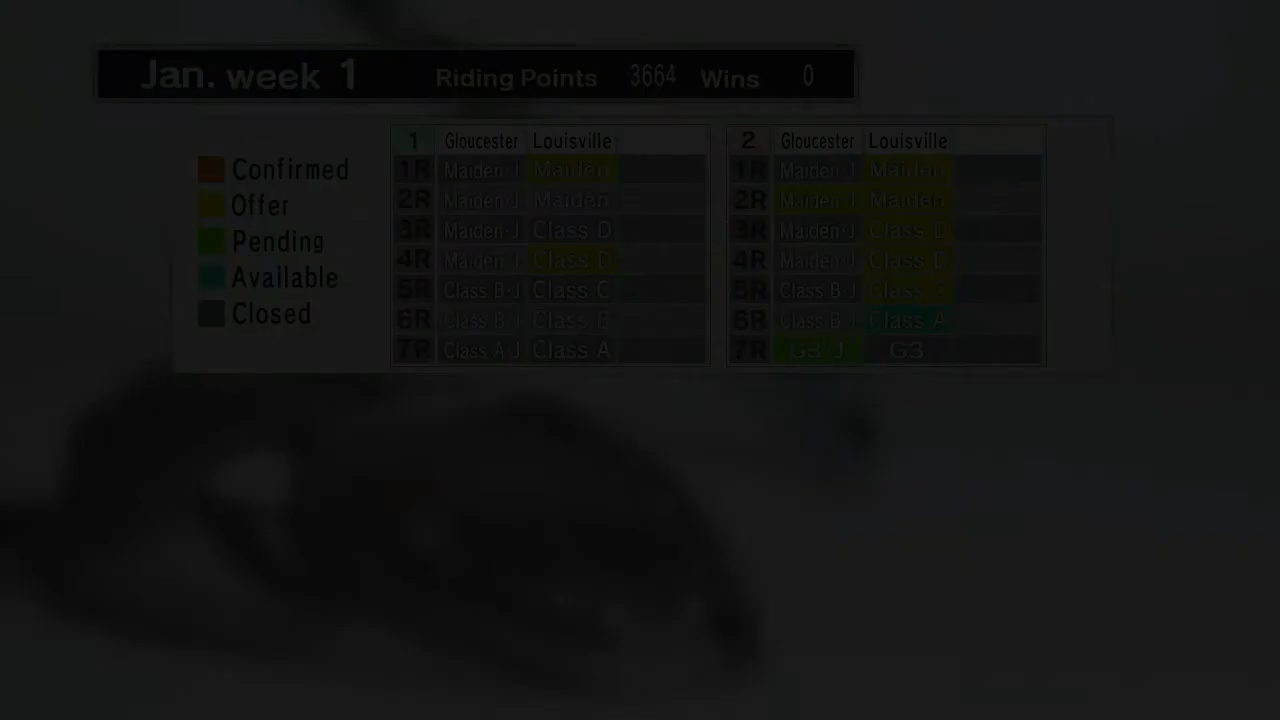 Jan. week 1 Riding Points 3664 Wins 0
Confirmed
Offer
Pending
Available
Closed
1 Gloucester Louisville
1R Maiden·J Maiden
2R Maiden·J Maiden
3R Maiden·J Class D
4R Maiden·J Class D
5R Class B·J Class C
6R Class B·J Class B
7R Class A·J Class A
2 Gloucester Louisville
1R Maiden·J Maiden
2R Maiden·J Maiden
3R Maiden·J Class D
4R Maiden·J Class D
5R Class B·J Class C
6R Class B·J Class A
7R G3·J G3